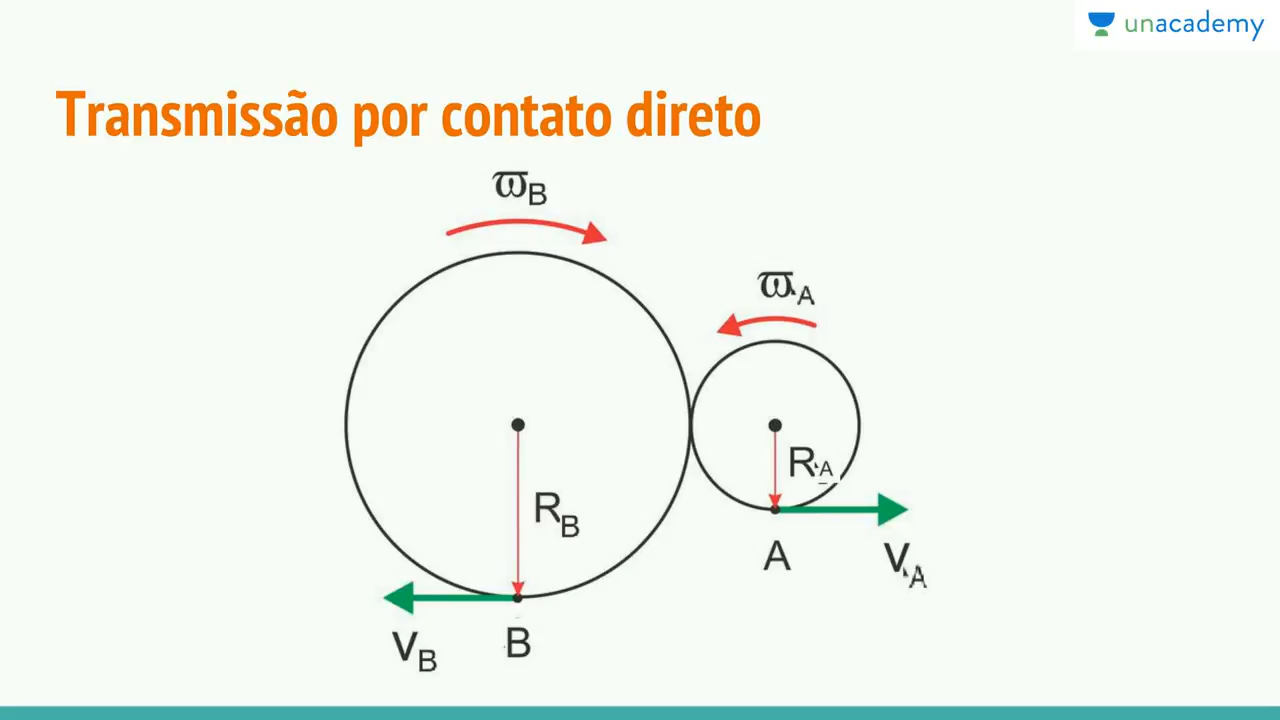 unacademy
Transmissão por contato direto
ϖB
ϖA
RA
RB
A
VA
VB
B